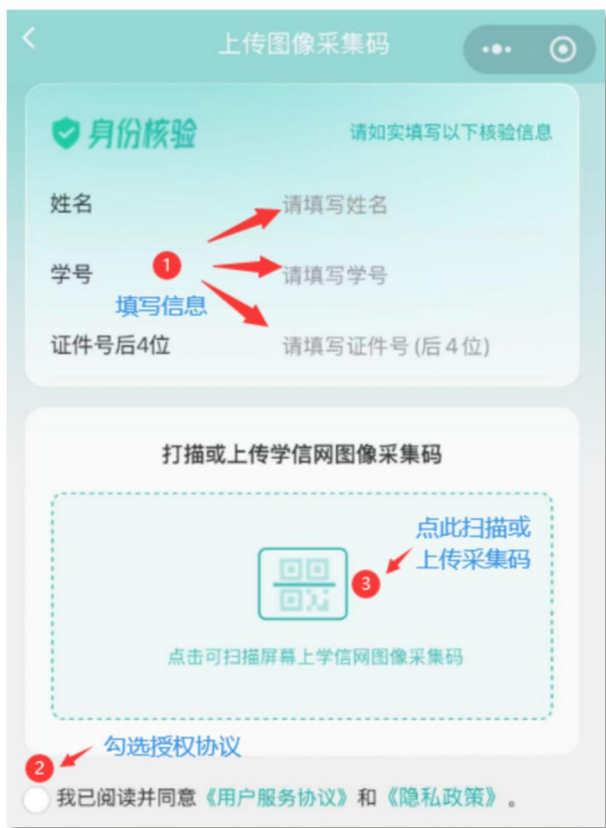 上传图像采集码
身份核验
请如实填写以下核验信息
姓名
请填写姓名
学号
1
请填写学号
填写信息
证件号后4位
请填写证件号(后4位)
打描或上传学信网图像采集码
点此扫描或
上传采集码
3
点击可扫描屏幕上学信网图像采集码
勾选授权协议
2
我已阅读并同意《用户服务协议》和《隐私政策》。